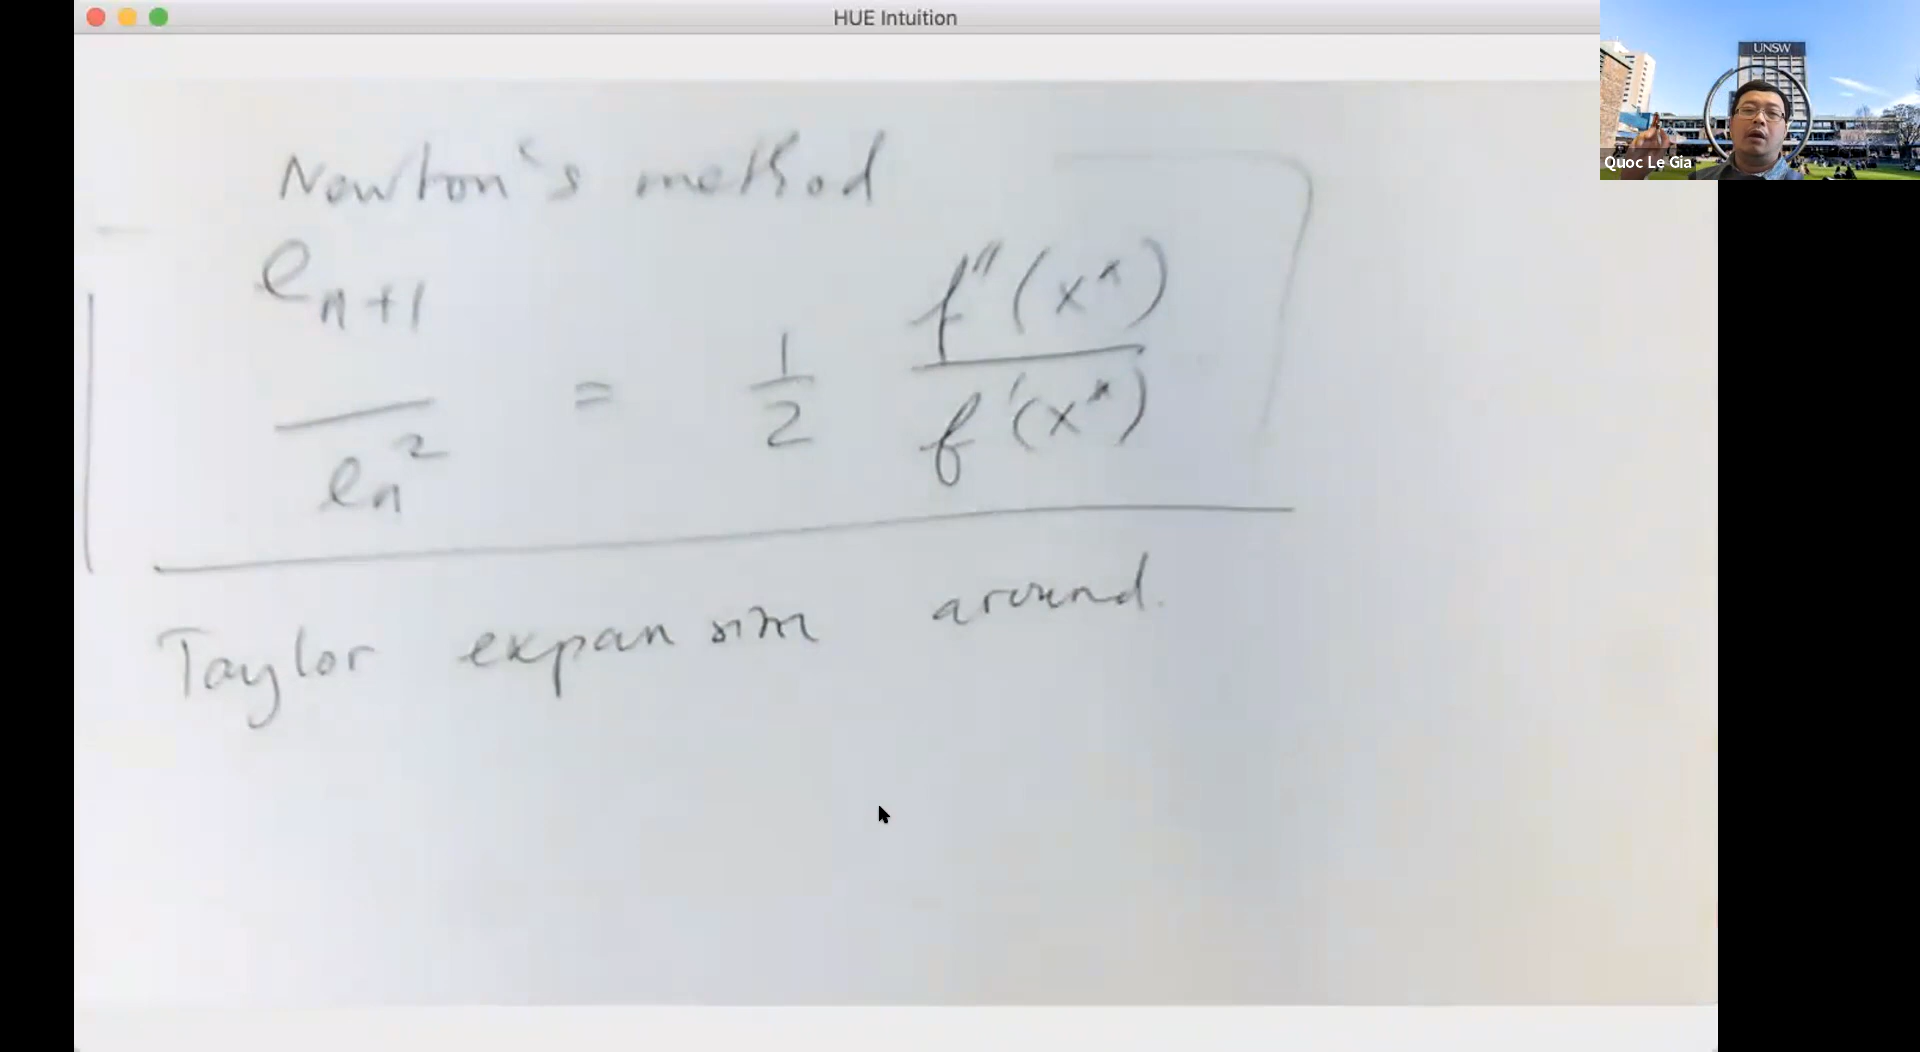 HUE Intuition
UNSW
Quoc Le Gia
Newton's method
e_{n+1} / e_n^2 = 1/2 f''(x*) / f'(x*)
Taylor expansion around.